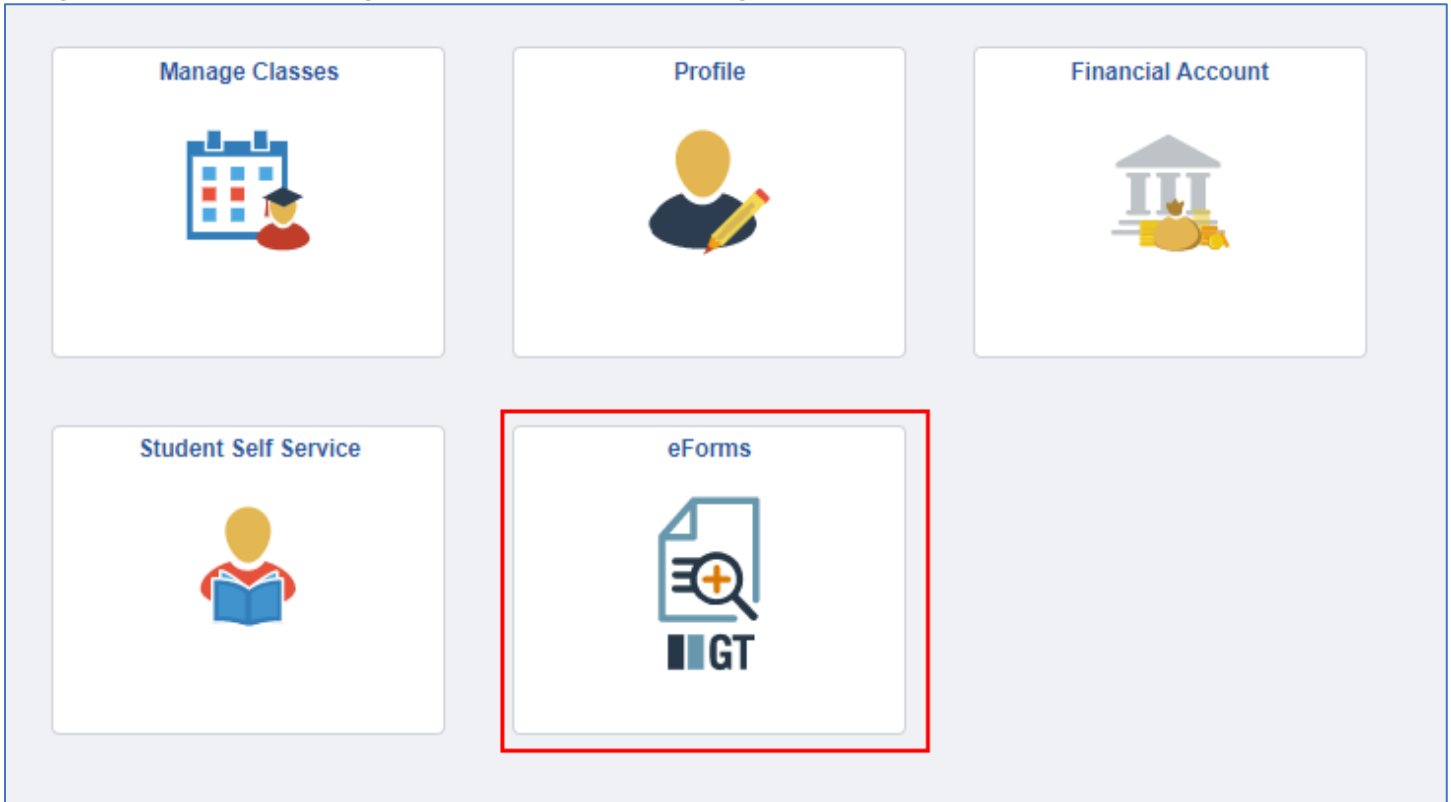 Manage Classes
Profile
Financial Account
Student Self Service
eForms
GT